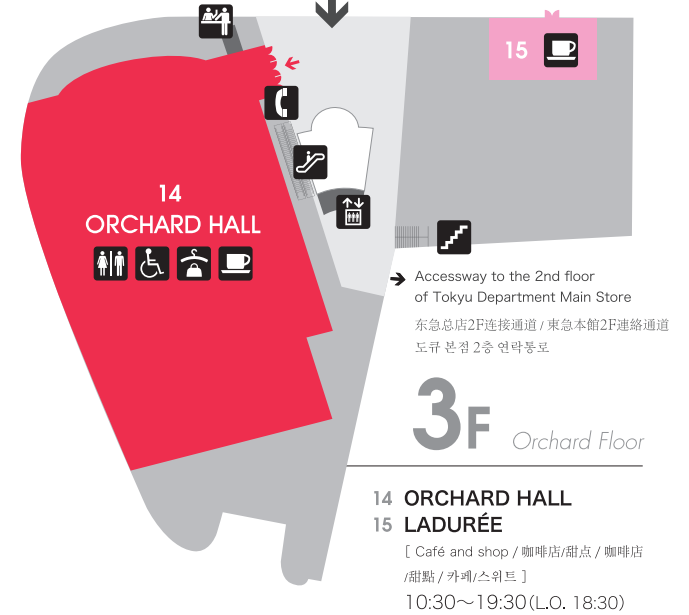 15
14
ORCHARD HALL
Accessway to the 2nd floor
of Tokyu Department Main Store
东急总店2F连接通道 / 東急本館2F連絡通道
도큐 본점 2층 연락통로
3F Orchard Floor
14 ORCHARD HALL
15 LADURÉE
[ Café and shop / 咖啡店/甜点 / 咖啡店
/甜點 / 카페/스위트 ]
10:30～19:30(L.O. 18:30)